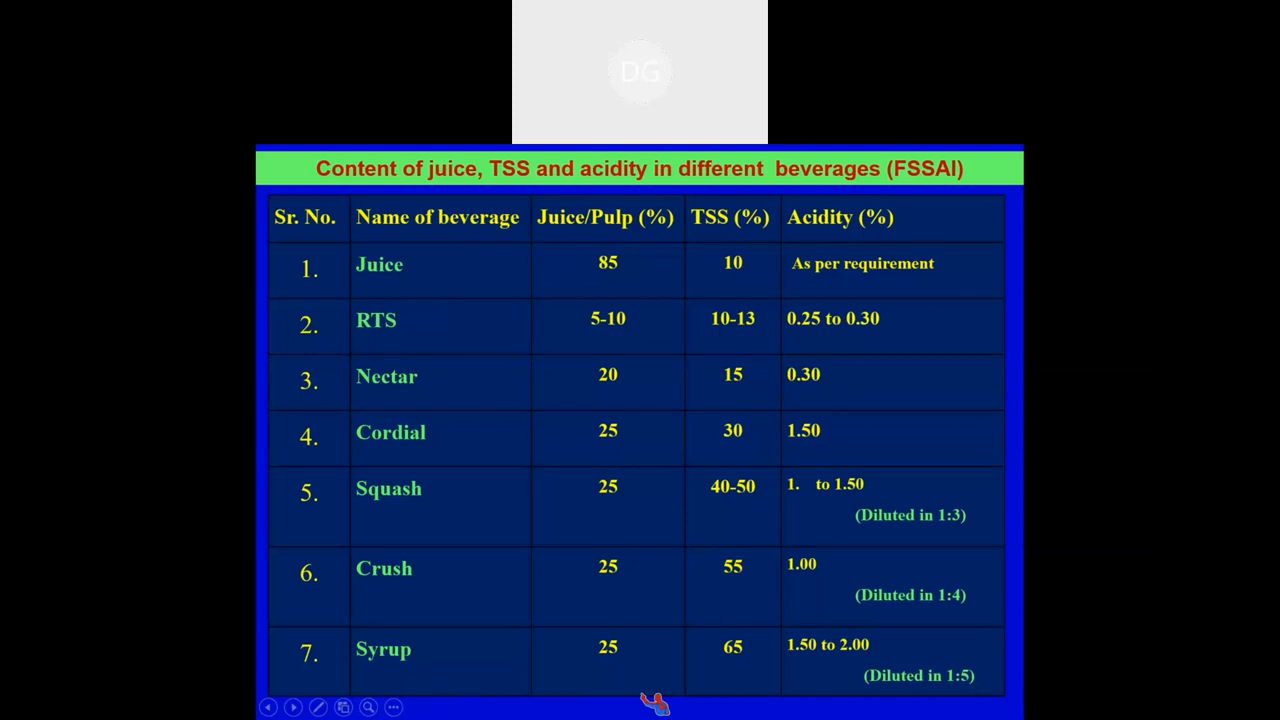 DG
Content of juice, TSS and acidity in different beverages (FSSAI)
Sr. No. Name of beverage Juice/Pulp (%) TSS (%) Acidity (%)
1. Juice 85 10 As per requirement
2. RTS 5-10 10-13 0.25 to 0.30
3. Nectar 20 15 0.30
4. Cordial 25 30 1.50
5. Squash 25 40-50 1. to 1.50
(Diluted in 1:3)
6. Crush 25 55 1.00
(Diluted in 1:4)
7. Syrup 25 65 1.50 to 2.00
(Diluted in 1:5)